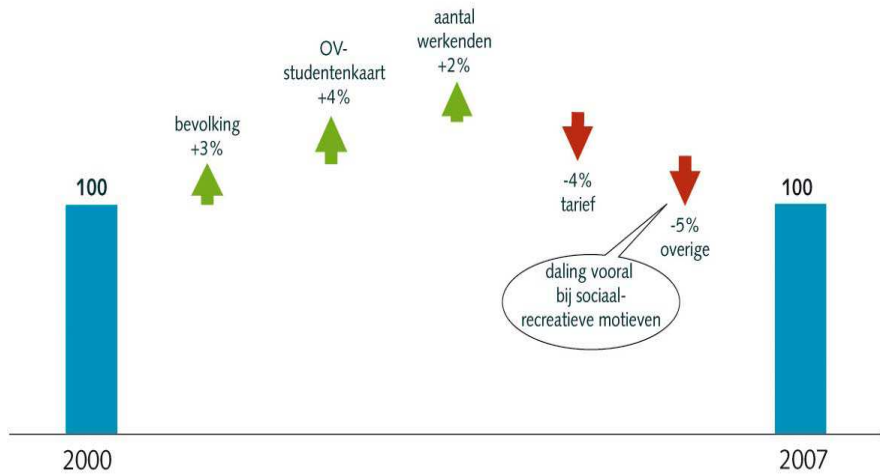 aantal
werkenden
+2%
OV-
studentenkaart
+4%
bevolking
+3%
100
-4%
tarief
-5%
overige
100
daling vooral
bij sociaal-
recreatieve motieven
2000
2007